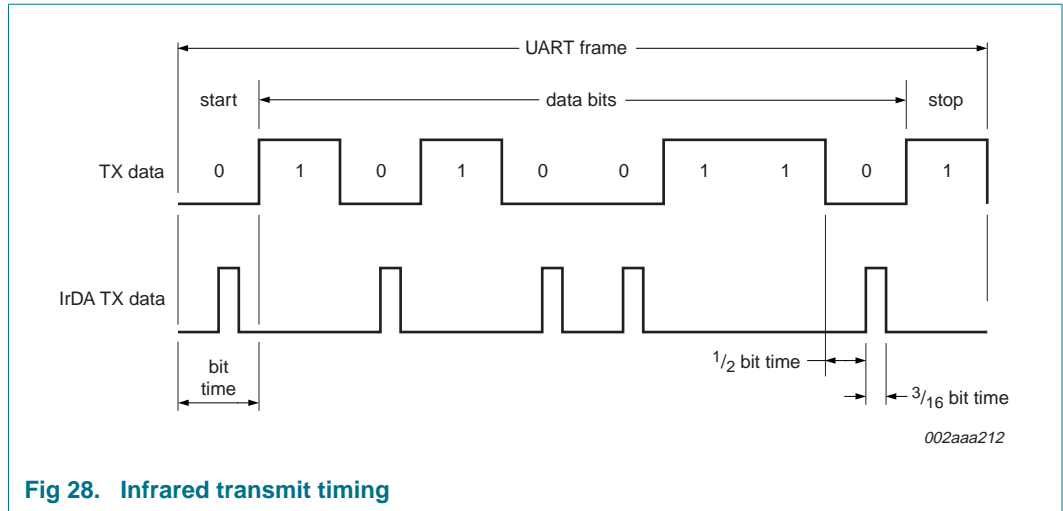 UART frame
start data bits stop
TX data 0 1 0 1 0 0 1 1 0 1
IrDA TX data
bit
time
1/2 bit time
3/16 bit time
002aaa212
Fig 28. Infrared transmit timing